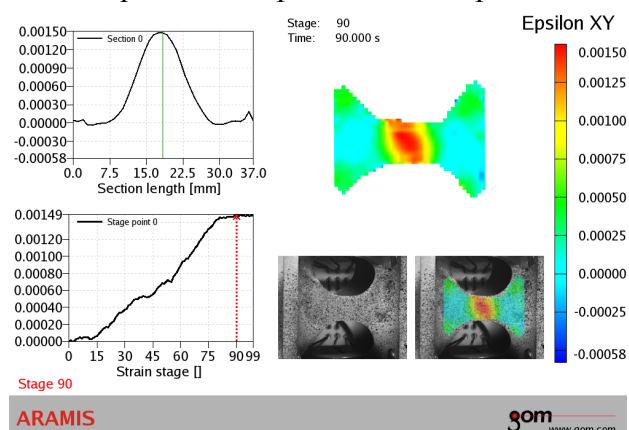 Stage: 90
Time: 90.000 s
Epsilon XY
Section 0
0.00150
0.00120
0.00090
0.00060
0.00030
0.00000
-0.00030
-0.00058
0.0 7.5 15.0 22.5 30.0 37.0
Section length [mm]
0.00150
0.00100
0.00075
0.00050
0.00025
0.00000
-0.00025
-0.00058
Stage point 0
0.00149
0.00120
0.00100
0.00080
0.00060
0.00040
0.00020
0.00000
0 15 30 45 60 75 90 99
Strain stage []
Stage 90
ARAMIS
gom
www.gom.com